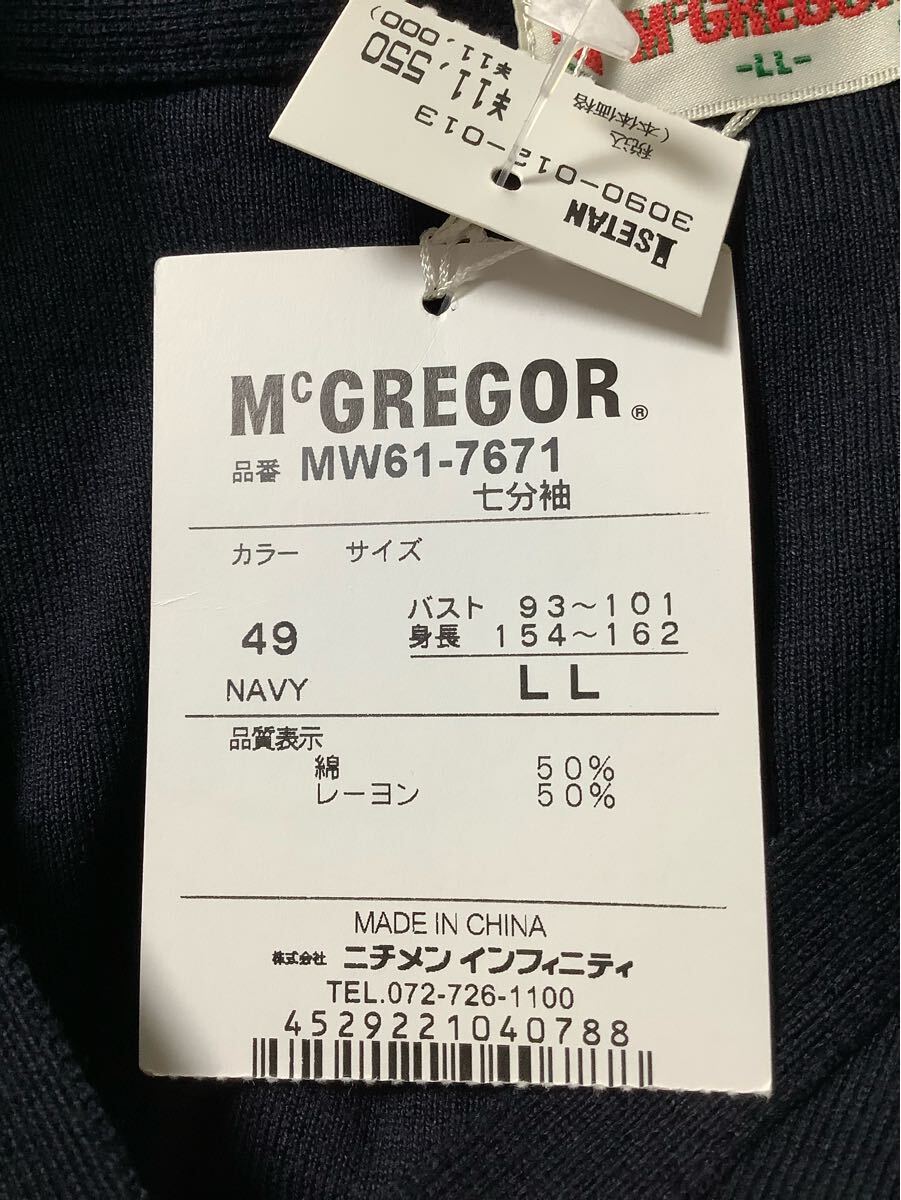 McGREGOR
-LL-
ISETAN
3090-012-013
税込 ¥11,550
(本体価格 ¥11,000)
McGREGOR®
品番 MW61-7671
七分袖
カラー サイズ
バスト 93～101
49 身長 154～162
NAVY LL
品質表示
綿 50%
レーヨン 50%
MADE IN CHINA
株式会社 ニチメン インフィニティ
TEL.072-726-1100
4529221040788